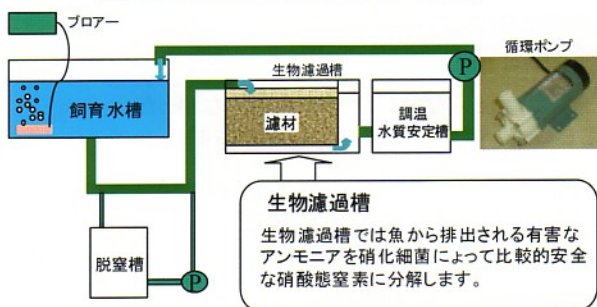 ブロアー
循環ポンプ
P
生物濾過槽
飼育水槽
濾材
調温
水質安定槽
生物濾過槽
生物濾過槽では魚から排出される有害な
アンモニアを硝化細菌によって比較的安全
な硝酸態窒素に分解します。
脱窒槽
P